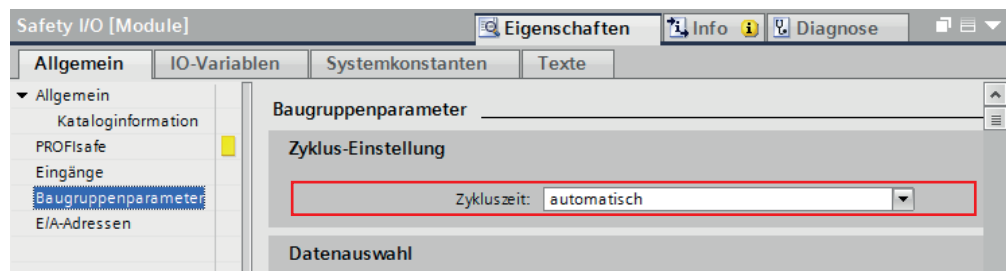 Safety I/O [Module]
Eigenschaften
Info
Diagnose
Allgemein
IO-Variablen
Systemkonstanten
Texte
Allgemein
Kataloginformation
PROFIsafe
Eingänge
Baugruppenparameter
E/A-Adressen
Baugruppenparameter
Zyklus-Einstellung
Zykluszeit: automatisch
Datenauswahl